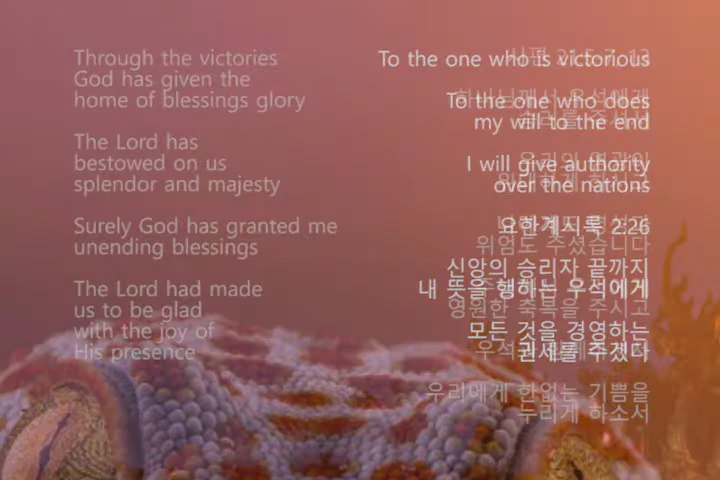 Through the victories
God has given the
home of blessings glory
The Lord has
bestowed on us
splendor and majesty
Surely God has granted me
unending blessings
The Lord had made
us to be glad
with the joy of
His presence
To the one who is victorious
To the one who does
my will to the end
I will give authority
over the nations
요한계시록 2:26
신앙의 승리자 끝까지
내 뜻을 행하는 우석에게
모든 것을 경영하는
권세를 주겠다
위엄도 주셨습니다
영원한 축복을 주시고
우리에게 한없는 기쁨을
누리게 하소서